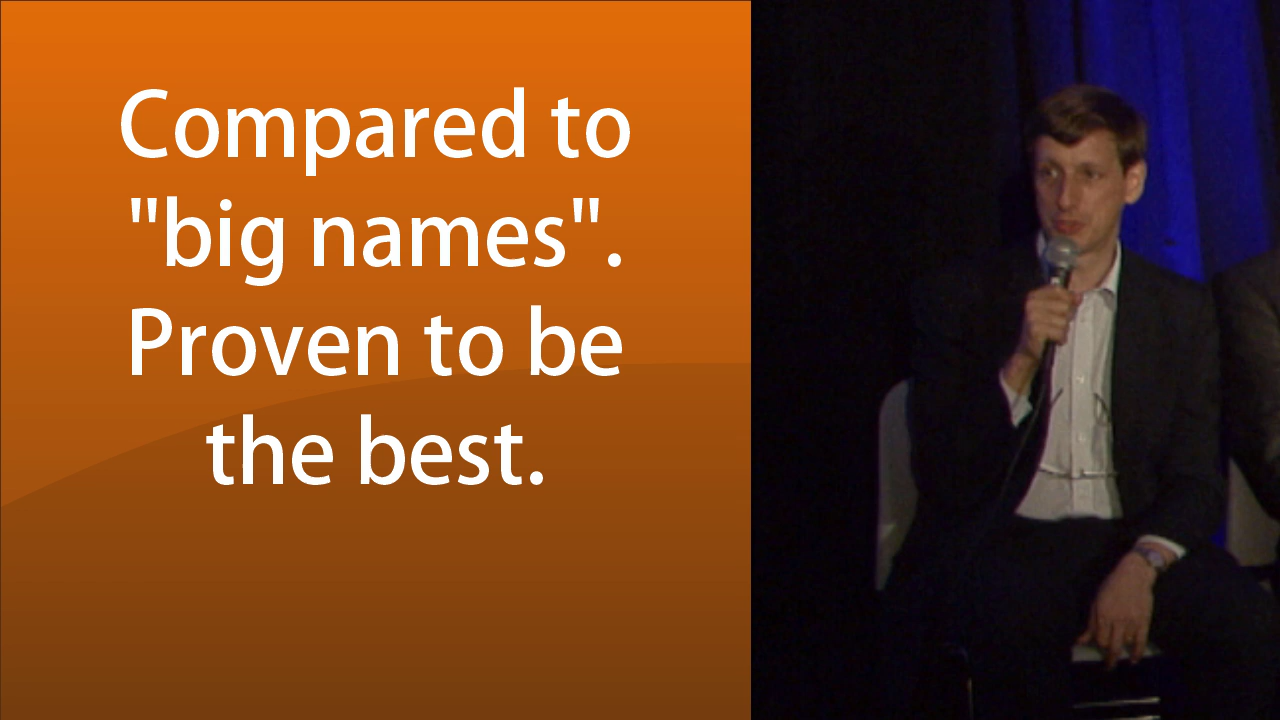 Compared to
"big names".
Proven to be
the best.